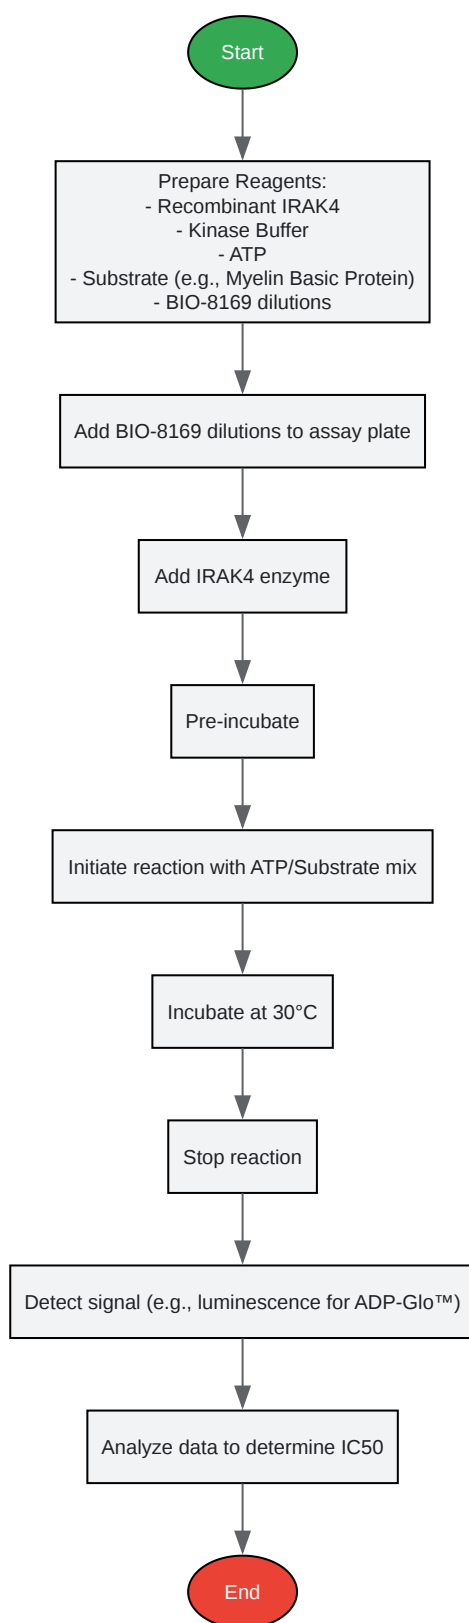 Start
Prepare Reagents:
- Recombinant IRAK4
- Kinase Buffer
- ATP
- Substrate (e.g., Myelin Basic Protein)
- BIO-8169 dilutions
Add BIO-8169 dilutions to assay plate
Add IRAK4 enzyme
Pre-incubate
Initiate reaction with ATP/Substrate mix
Incubate at 30°C
Stop reaction
Detect signal (e.g., luminescence for ADP-Glo™)
Analyze data to determine IC50
End